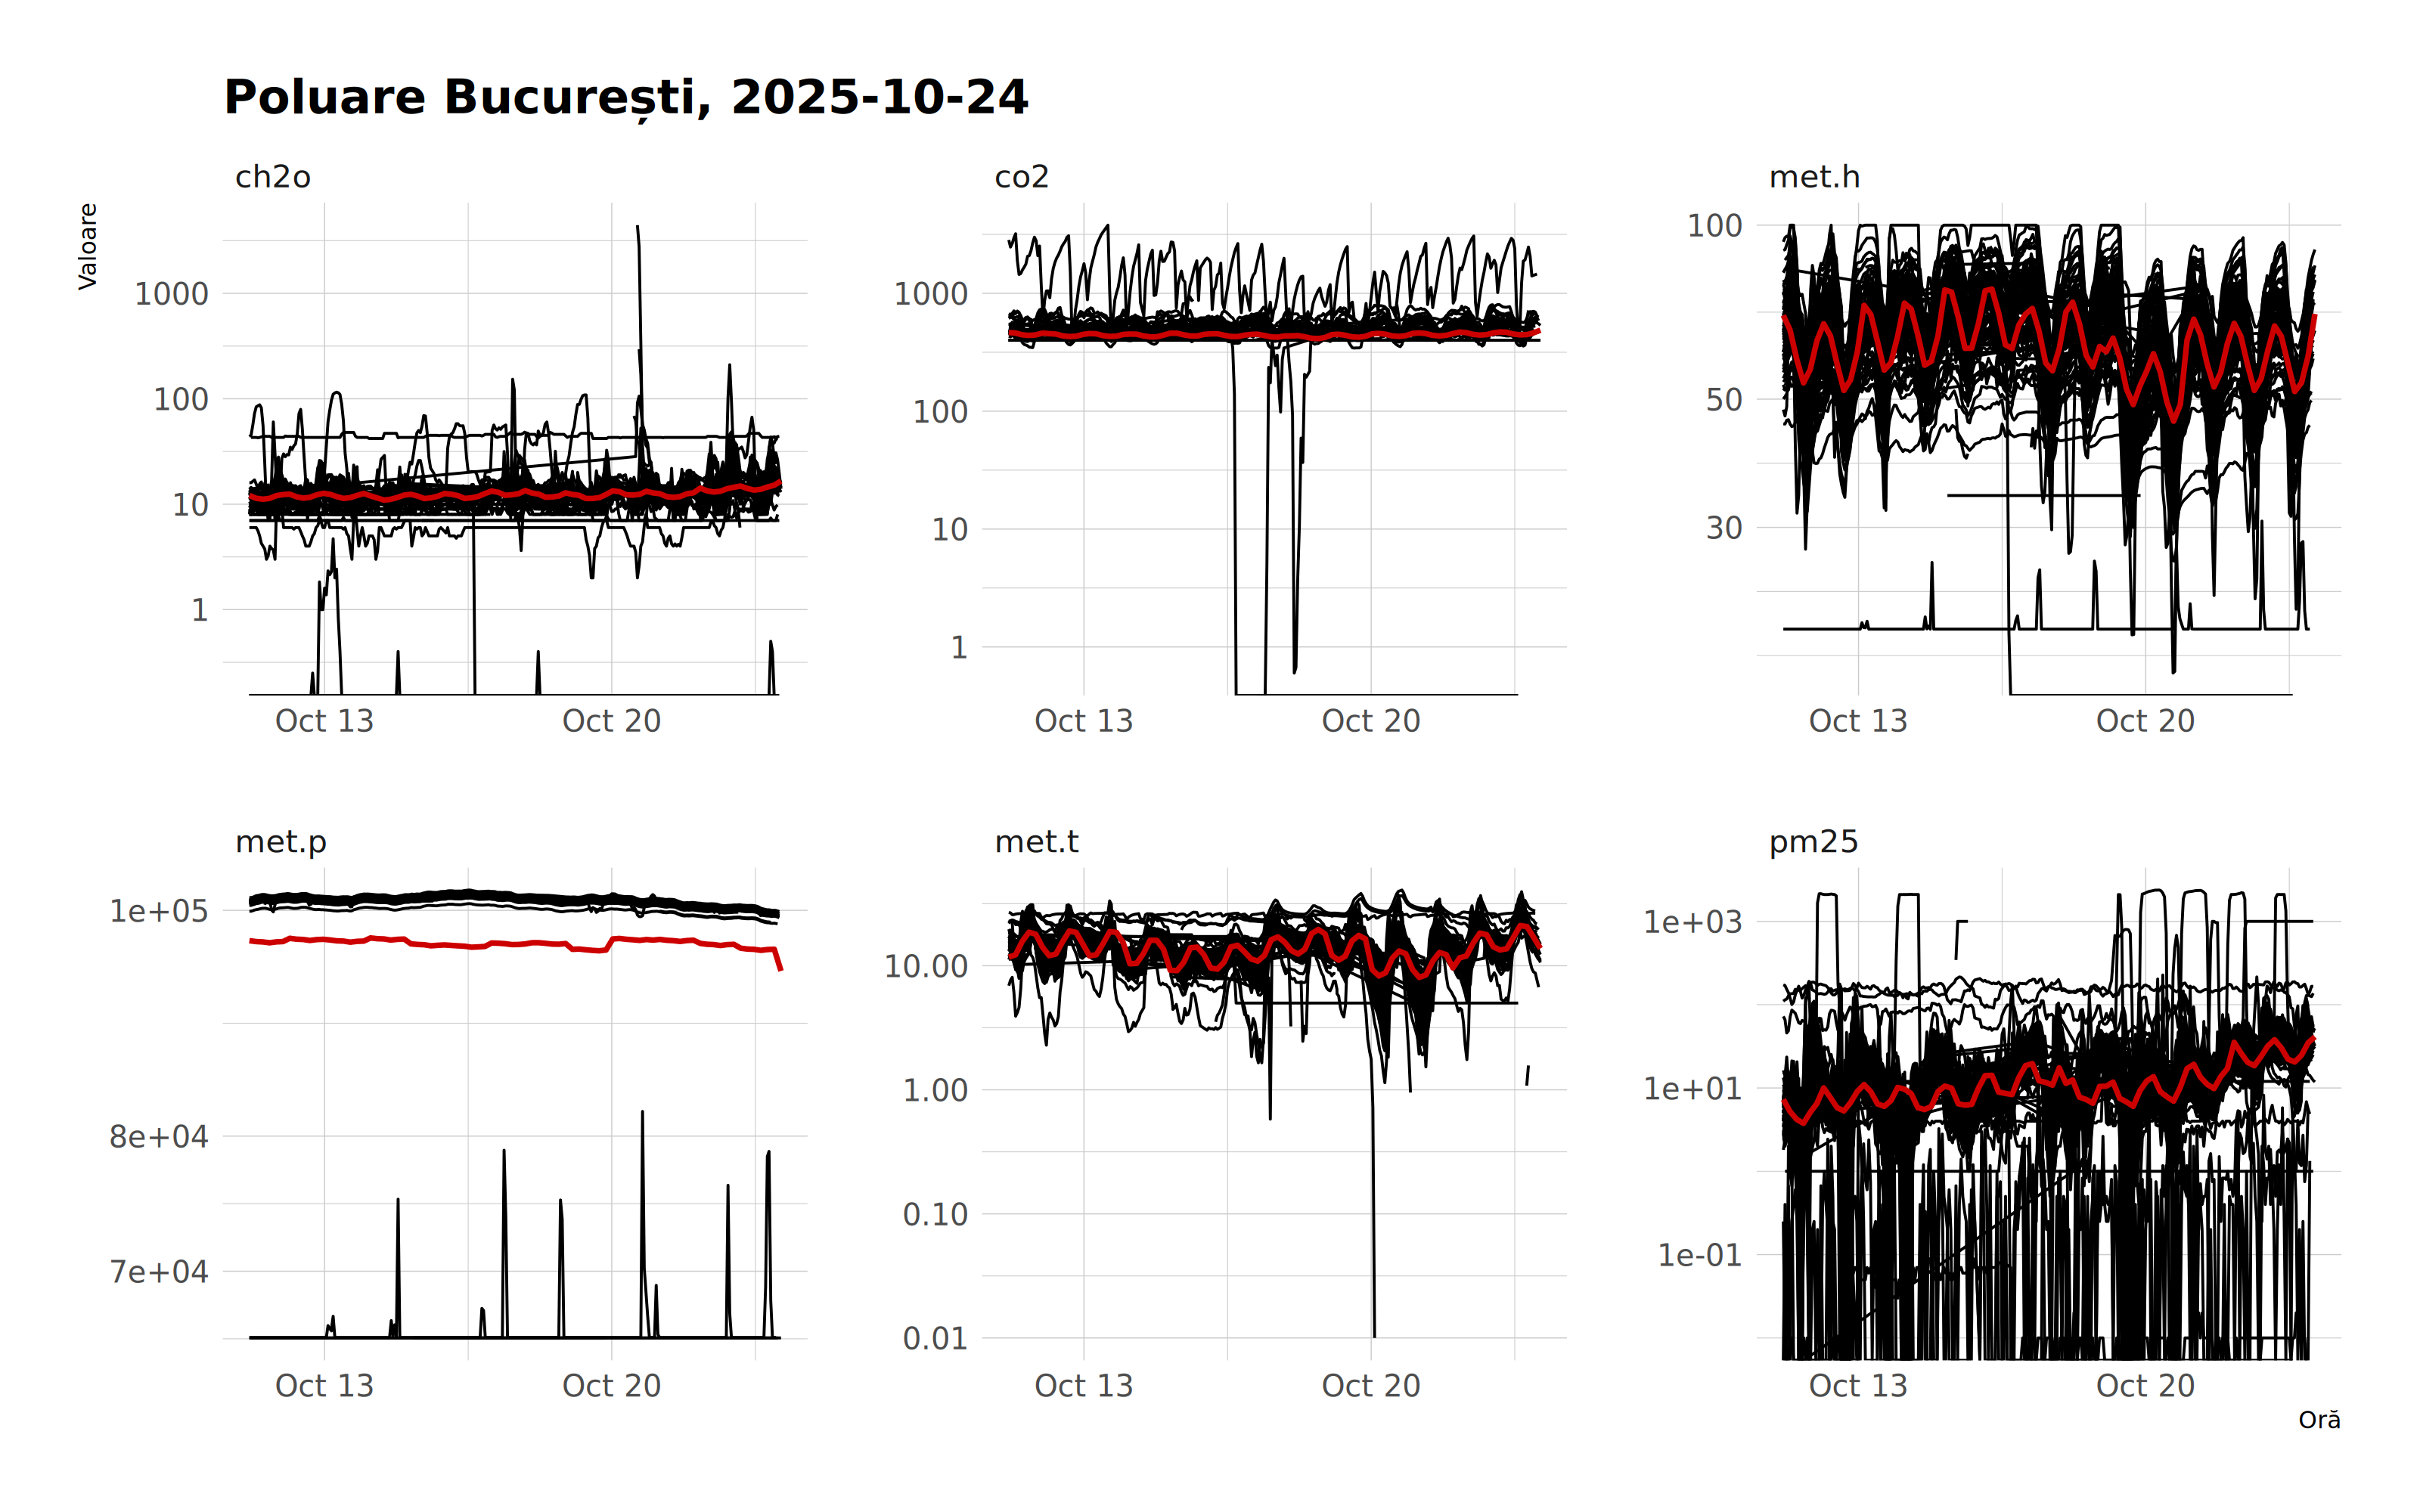 Poluare București, 2025-10-24
ch2o
co2
met.h
Valoare
1000
100
10
1
1000
100
10
1
100
50
30
Oct 13
Oct 20
Oct 13
Oct 20
Oct 13
Oct 20
met.p
met.t
pm25
1e+05
8e+04
7e+04
10.00
1.00
0.10
0.01
1e+03
1e+01
1e-01
Oct 13
Oct 20
Oct 13
Oct 20
Oct 13
Oct 20
Oră